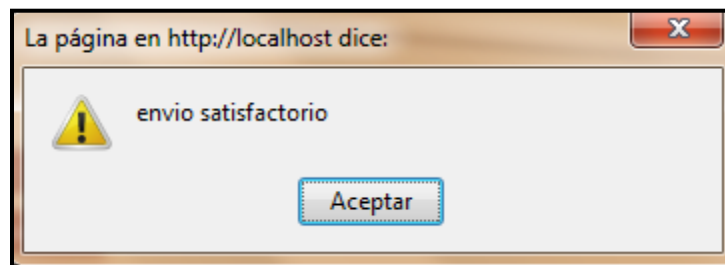 La página en http://localhost dice:
envio satisfactorio
Aceptar